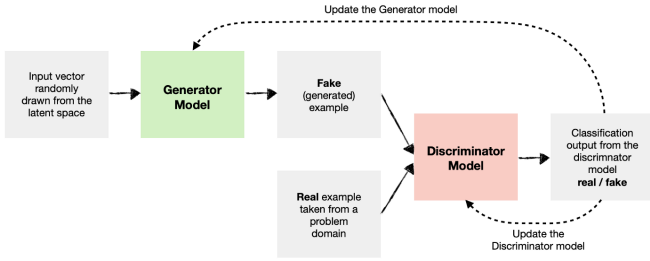 Update the Generator model
Input vector
randomly
drawn from the
latent space
Generator
Model
Fake
(generated)
example
Real example
taken from a
problem
domain
Discriminator
Model
Classification
output from the
discrimnator
model
real / fake
Update the
Discriminator model